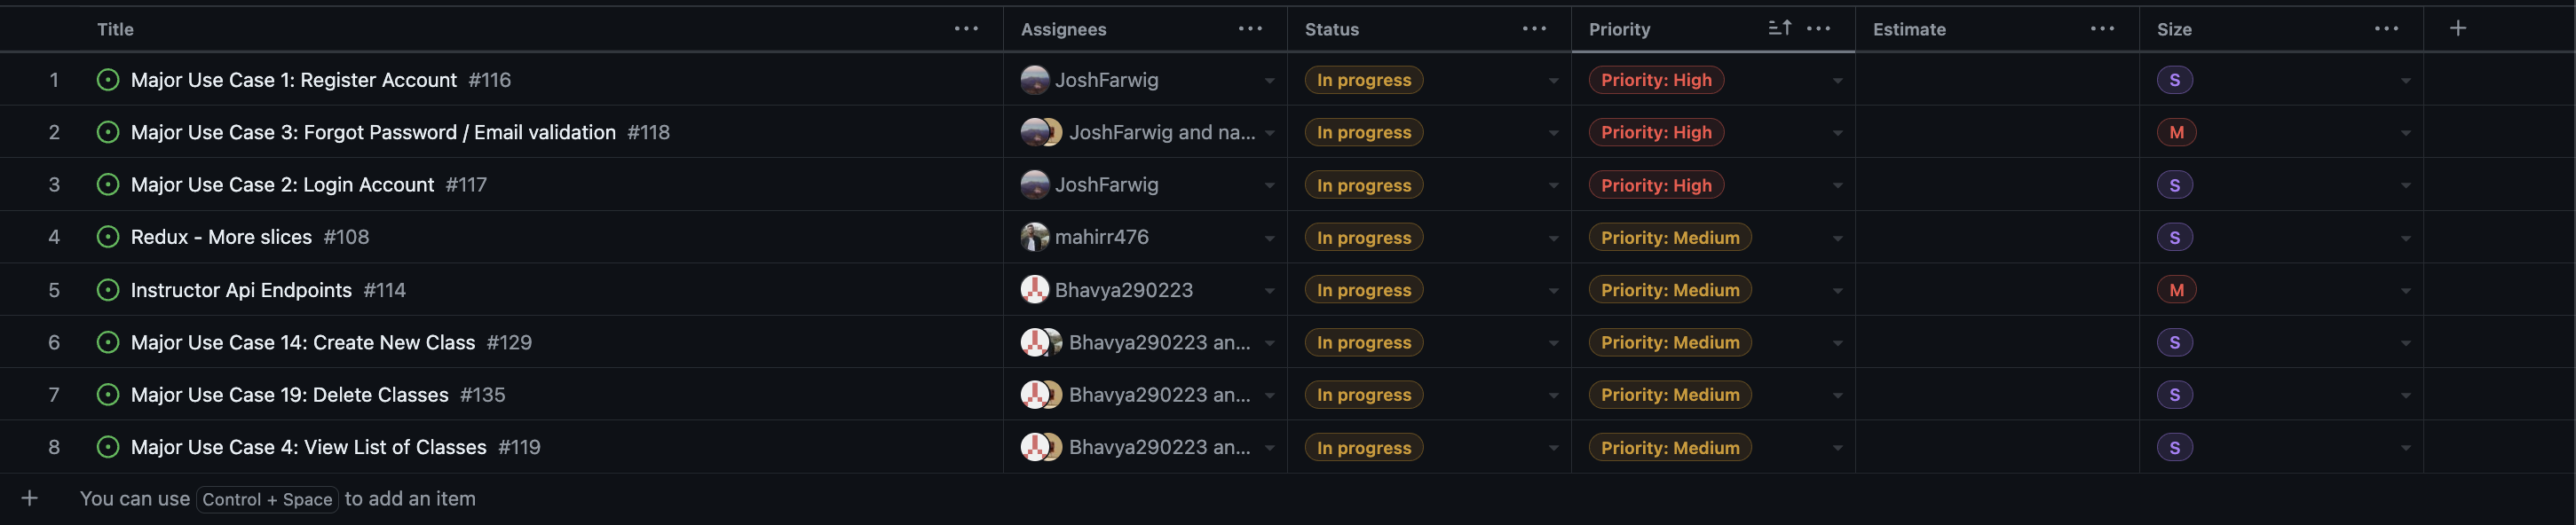 Title ... Assignees ... Status ... Priority ... Estimate ... Size ... +
1 Major Use Case 1: Register Account #116 JoshFarwig In progress Priority: High S
2 Major Use Case 3: Forgot Password / Email validation #118 JoshFarwig and na... In progress Priority: High M
3 Major Use Case 2: Login Account #117 JoshFarwig In progress Priority: High S
4 Redux - More slices #108 mahirr476 In progress Priority: Medium S
5 Instructor Api Endpoints #114 Bhavya290223 In progress Priority: Medium M
6 Major Use Case 14: Create New Class #129 Bhavya290223 an... In progress Priority: Medium S
7 Major Use Case 19: Delete Classes #135 Bhavya290223 an... In progress Priority: Medium S
8 Major Use Case 4: View List of Classes #119 Bhavya290223 an... In progress Priority: Medium S
+ You can use Control + Space to add an item